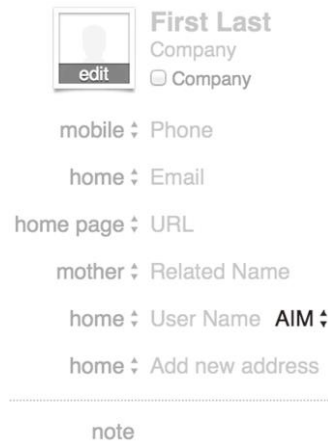 First Last
Company
edit
Company
mobile Phone
home Email
home page URL
mother Related Name
home User Name AIM
home Add new address
note